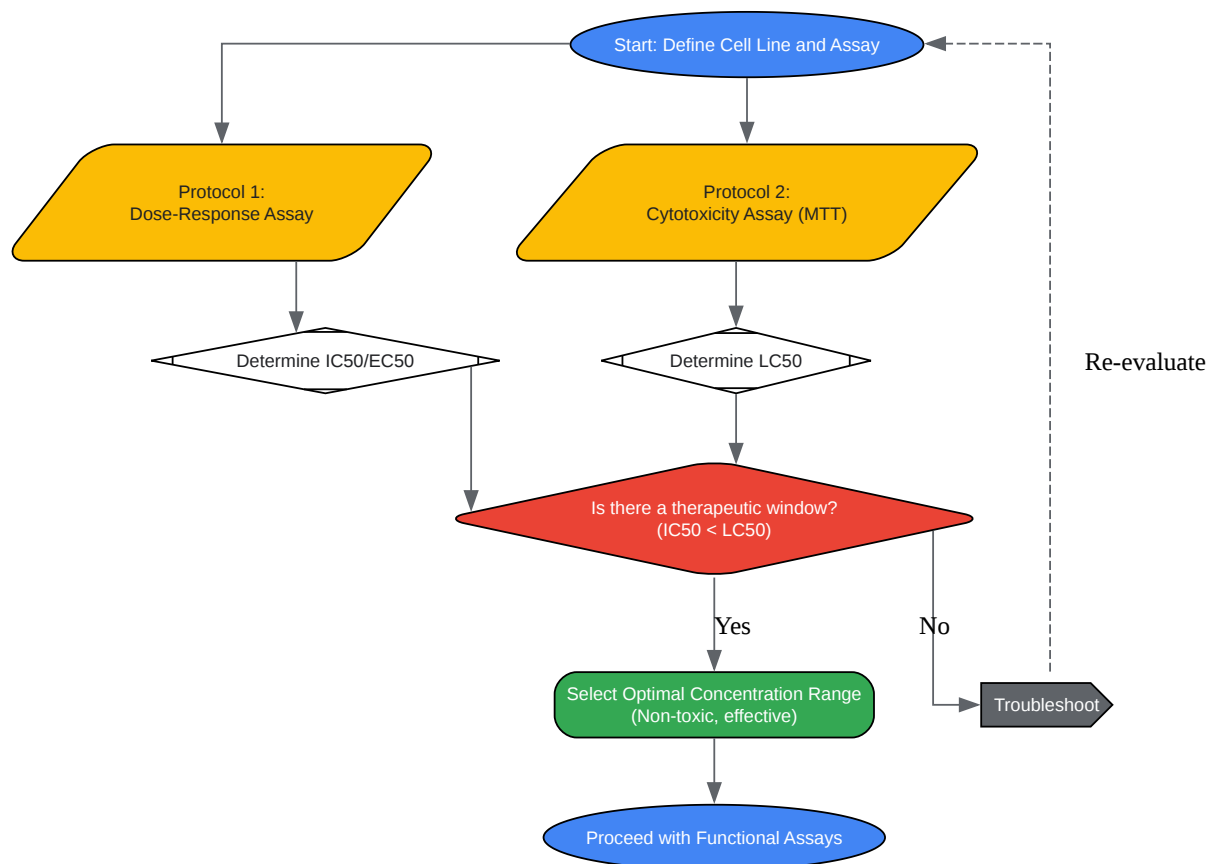 Start: Define Cell Line and Assay
Protocol 1:
Dose-Response Assay
Protocol 2:
Cytotoxicity Assay (MTT)
Determine IC50/EC50
Determine LC50
Re-evaluate
Is there a therapeutic window?
(IC50 < LC50)
Yes
No
Select Optimal Concentration Range
(Non-toxic, effective)
Troubleshoot
Proceed with Functional Assays